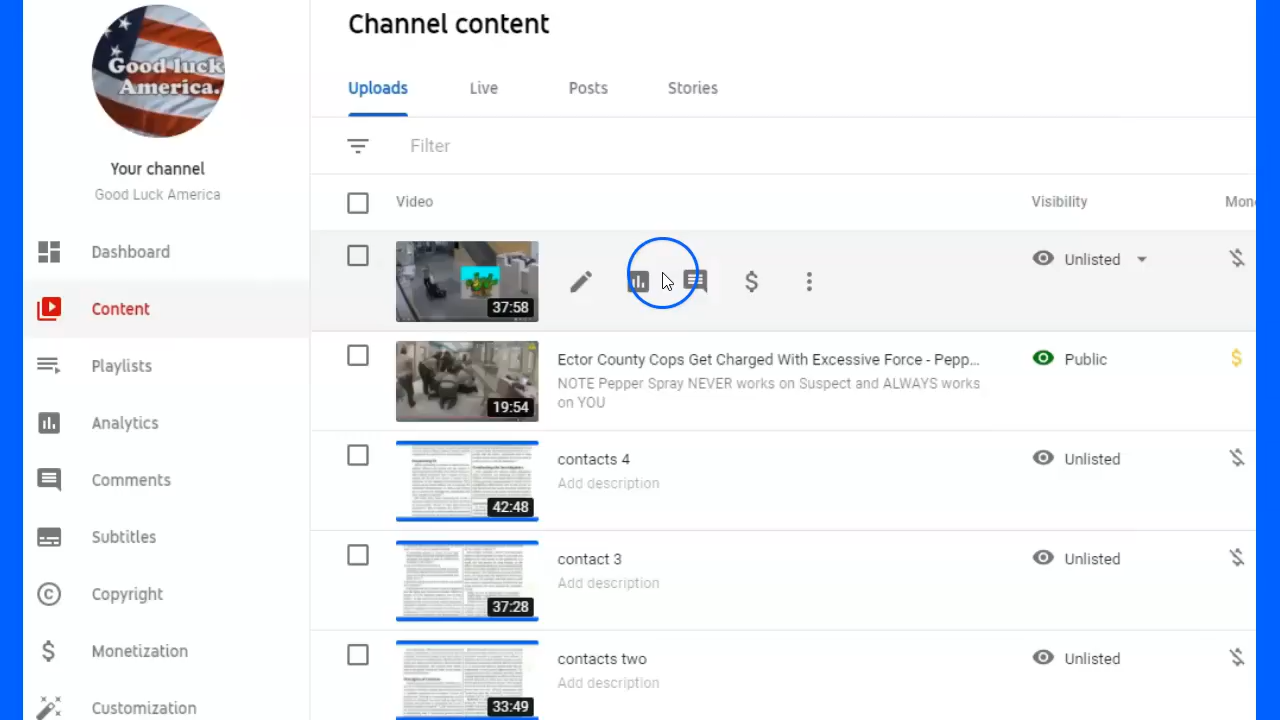 Channel content
Good luck
America.
Uploads
Live
Posts
Stories
Filter
Your channel
Good Luck America
Video
Visibility
Mon
Dashboard
37:58
Unlisted
Content
Playlists
Ector County Cops Get Charged With Excessive Force - Pepp...
NOTE Pepper Spray NEVER works on Suspect and ALWAYS works
on YOU
19:54
Public
$
Analytics
contacts 4
Add description
42:48
Unlisted
Comments
Subtitles
contact 3
Add description
37:28
Unlisted
Copyright
Monetization
contacts two
Add description
33:49
Unlisted
Customization